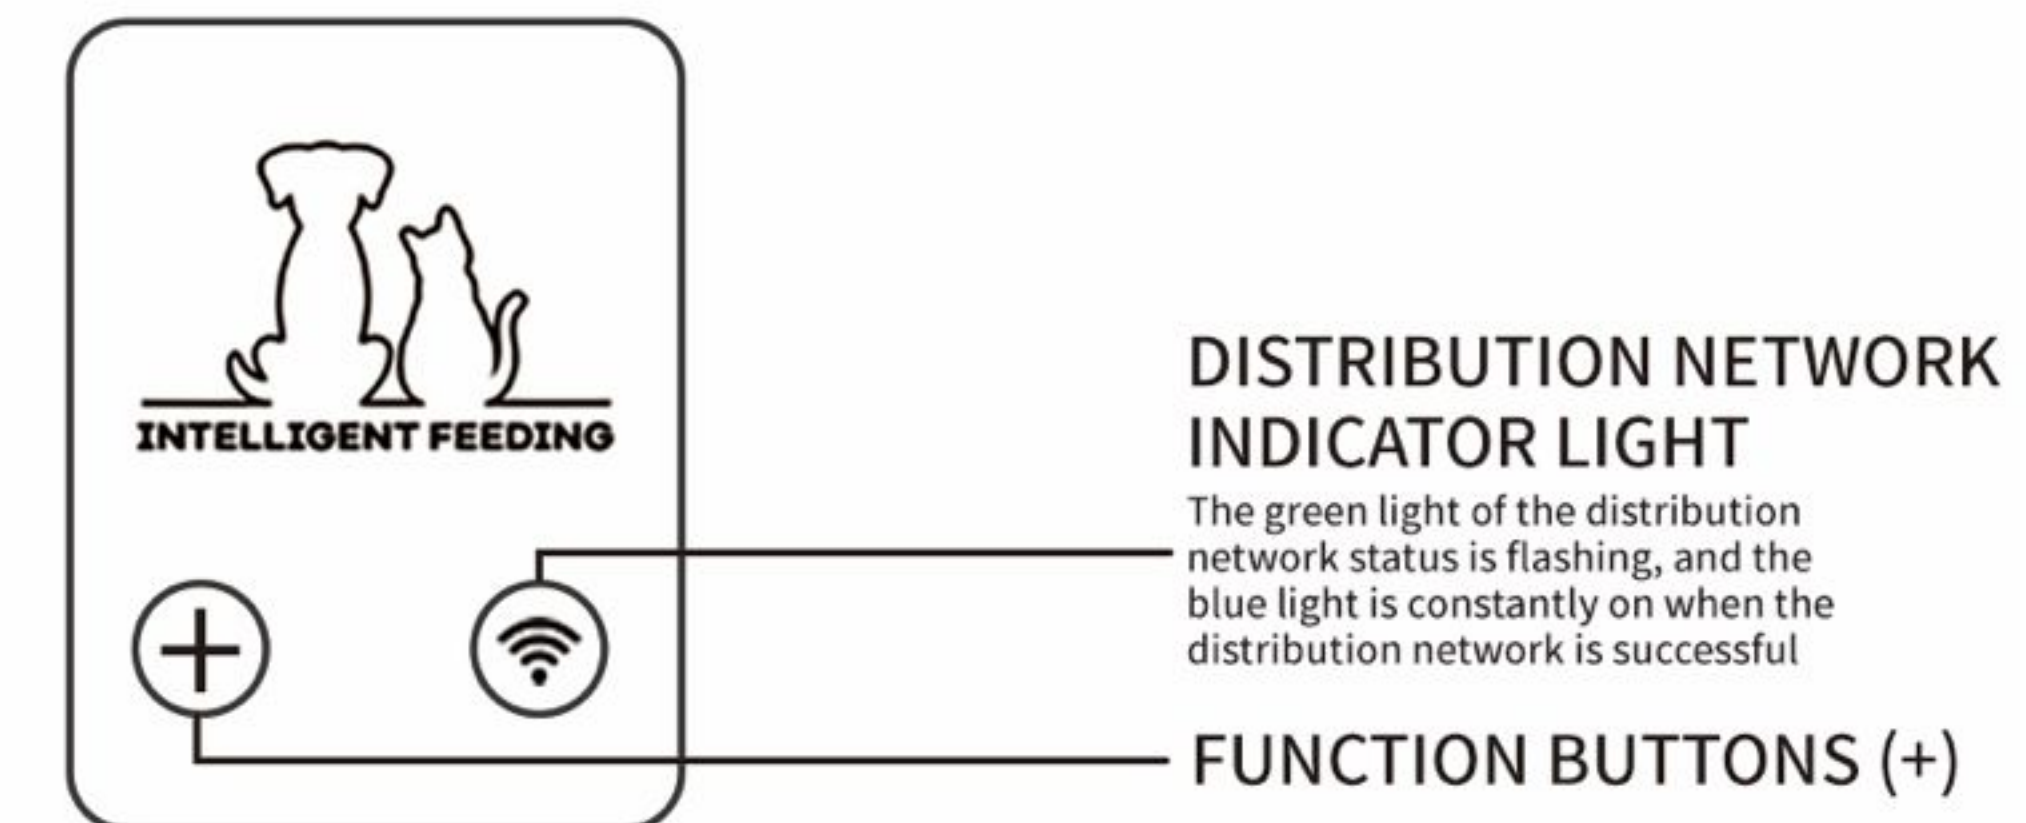 INTELLIGENT FEEDING
DISTRIBUTION NETWORK
INDICATOR LIGHT
The green light of the distribution
network status is flashing, and the
blue light is constantly on when the
distribution network is successful
FUNCTION BUTTONS (+)